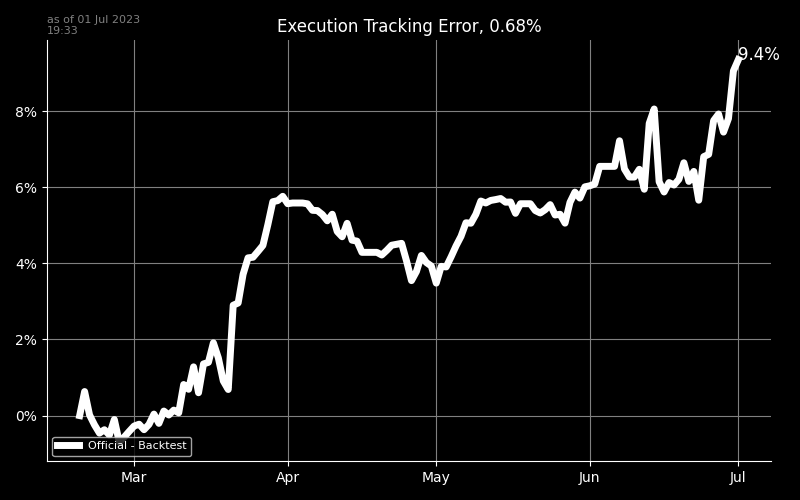 as of 01 Jul 2023
19:33
Execution Tracking Error, 0.68%
9.4%
8%
6%
4%
2%
0%
Official - Backtest
Mar Apr May Jun Jul